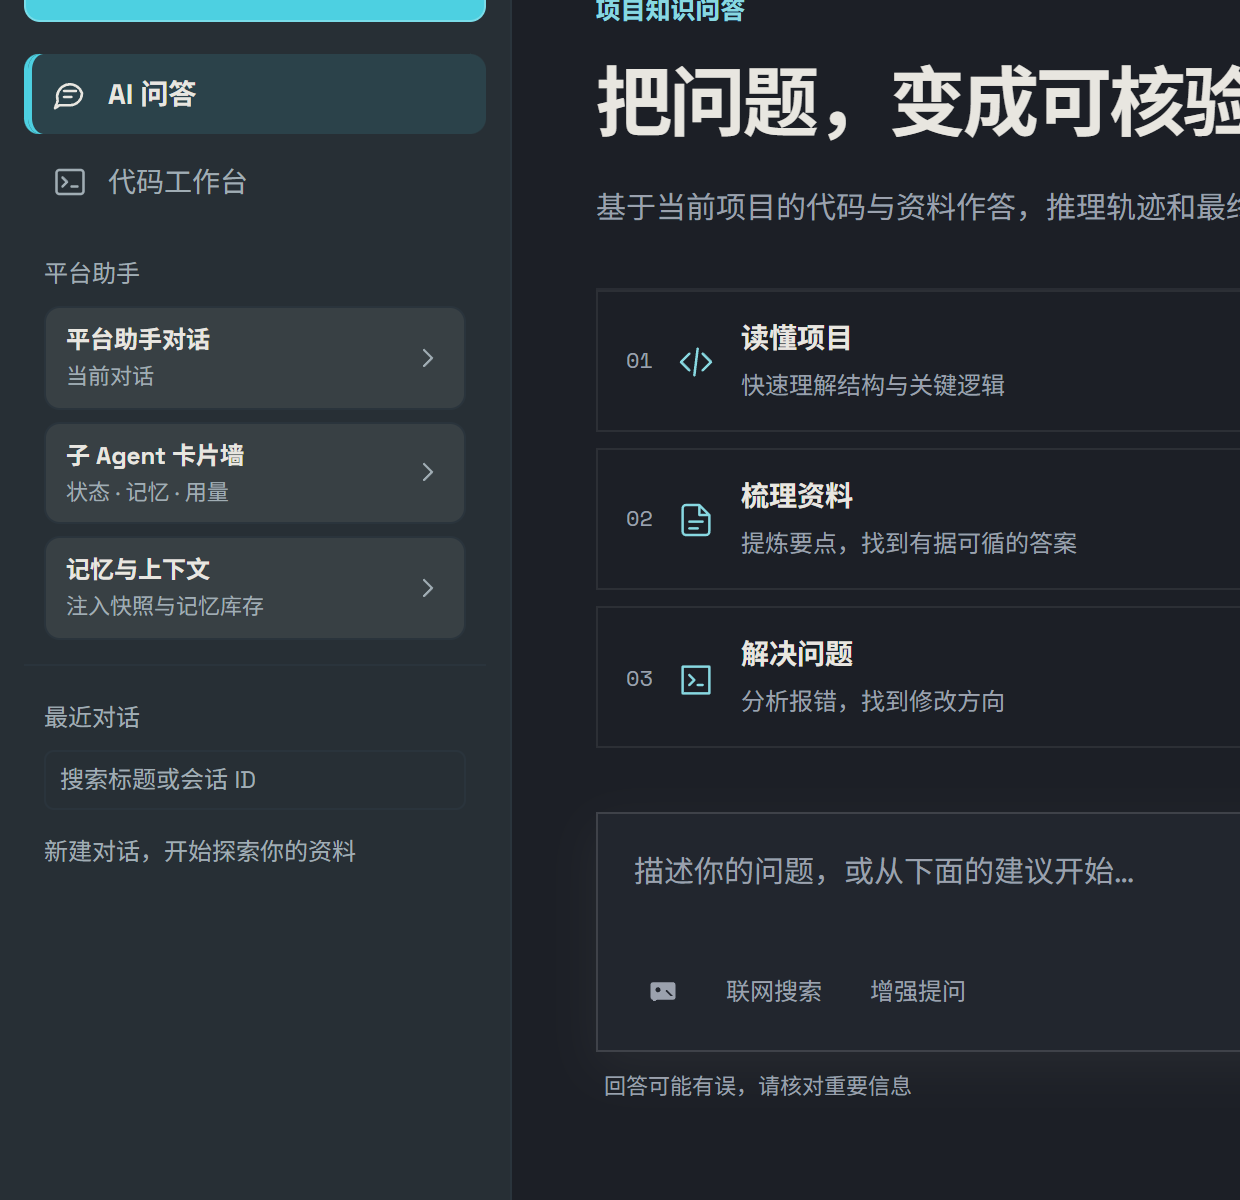 AI 问答
代码工作台
平台助手
平台助手对话
当前对话
子 Agent 卡片墙
状态 · 记忆 · 用量
记忆与上下文
注入快照与记忆库存
最近对话
搜索标题或会话 ID
新建对话，开始探索你的资料
项目知识问答
把问题，变成可核验
基于当前项目的代码与资料作答，推理轨迹和最终
01
读懂项目
快速理解结构与关键逻辑
02
梳理资料
提炼要点，找到有据可循的答案
03
解决问题
分析报错，找到修改方向
描述你的问题，或从下面的建议开始...
联网搜索
增强提问
回答可能有误，请核对重要信息